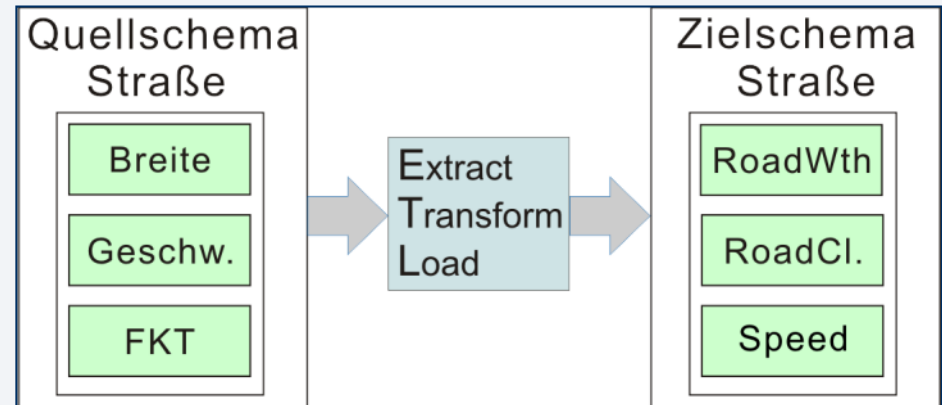 Quellschema
Straße
Breite
Geschw.
FKT
Extract
Transform
Load
Zielschema
Straße
RoadWth
RoadCl.
Speed